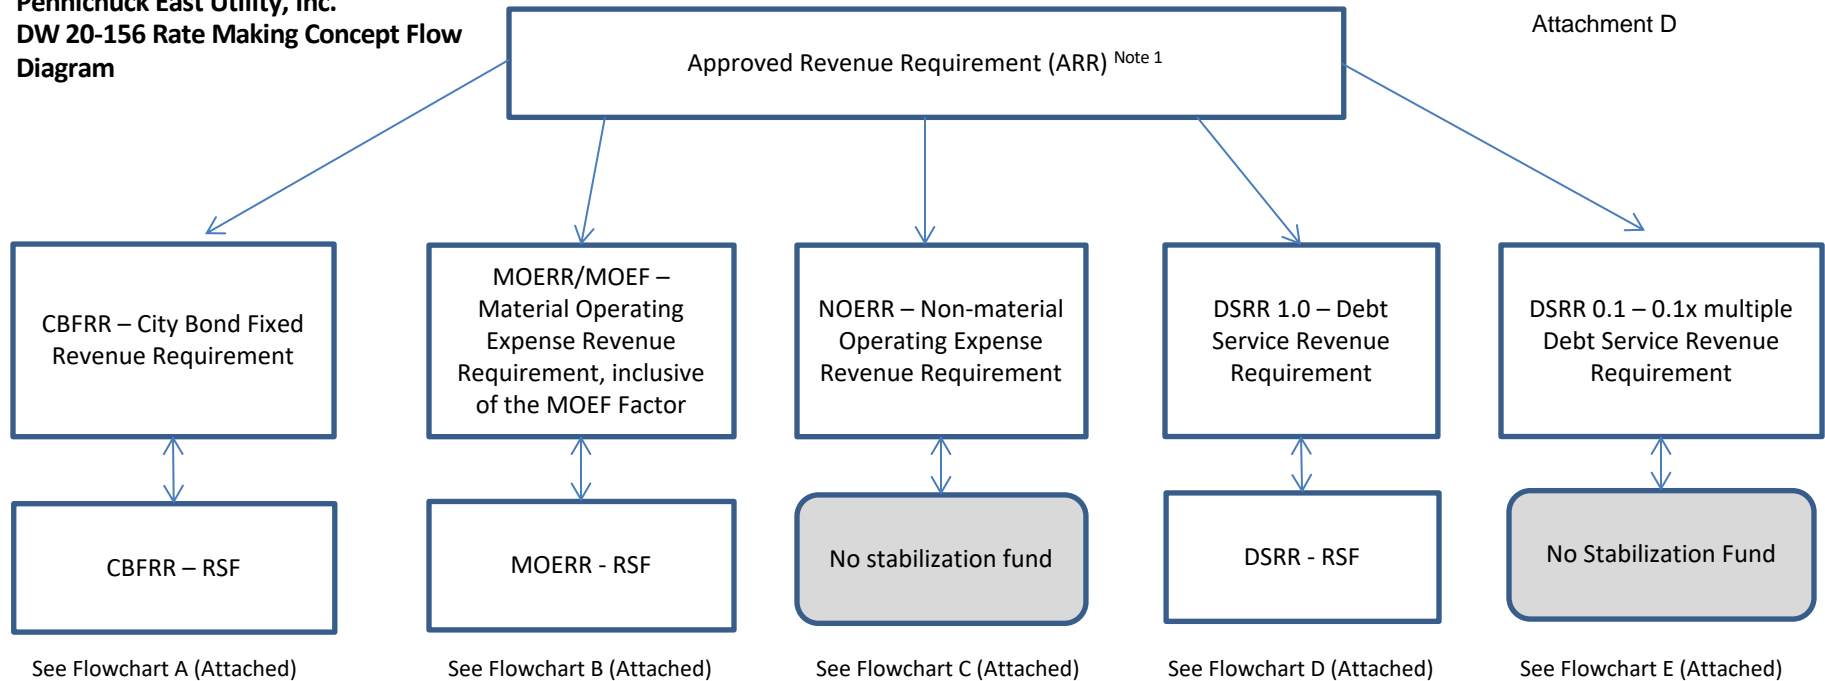 Pennichuck East Utility, Inc.
DW 20-156 Rate Making Concept Flow
Diagram
Attachment D
Approved Revenue Requirement (ARR) Note 1
CBFRR – City Bond Fixed
Revenue Requirement
MOERR/MOEF –
Material Operating
Expense Revenue
Requirement, inclusive
of the MOEF Factor
NOERR – Non-material
Operating Expense
Revenue Requirement
DSRR 1.0 – Debt
Service Revenue
Requirement
DSRR 0.1 – 0.1x multiple
Debt Service Revenue
Requirement
CBFRR – RSF
MOERR - RSF
No stabilization fund
DSRR - RSF
No Stabilization Fund
See Flowchart A (Attached)
See Flowchart B (Attached)
See Flowchart C (Attached)
See Flowchart D (Attached)
See Flowchart E (Attached)